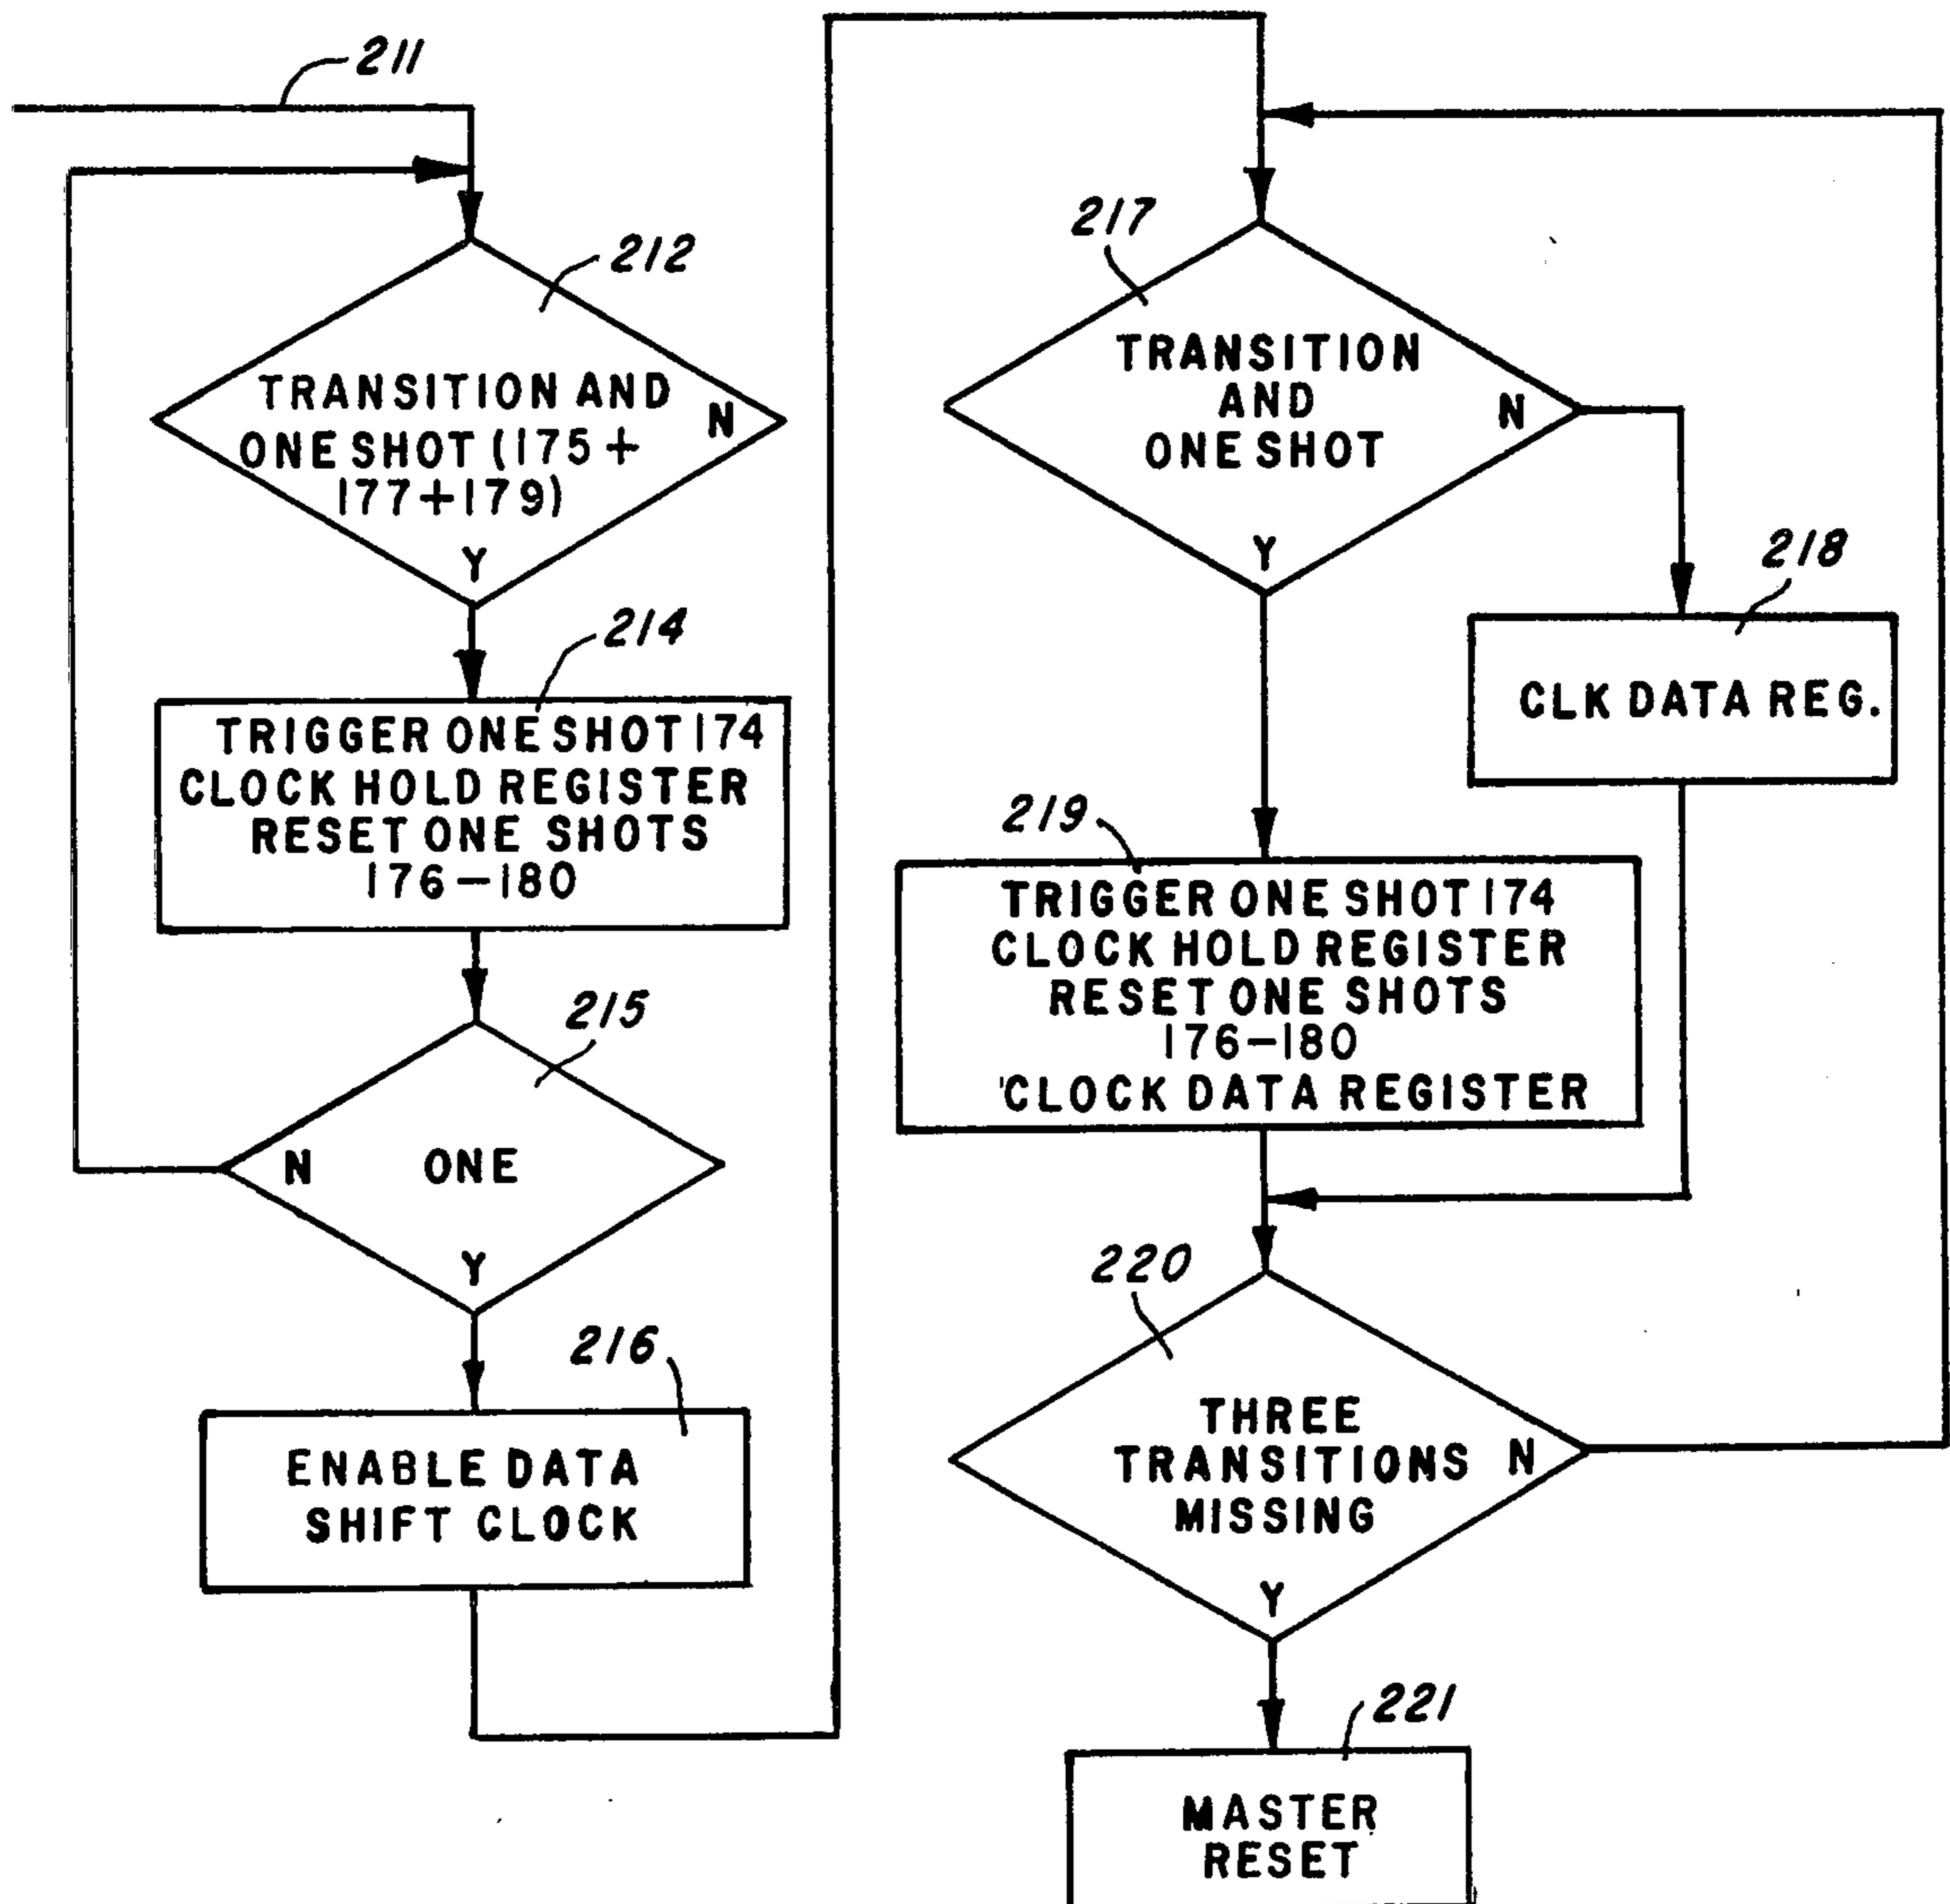 211
212
TRANSITION AND
ONE SHOT (175+
177+179)
N
Y
214
TRIGGER ONE SHOT 174
CLOCK HOLD REGISTER
RESET ONE SHOTS
176-180
215
N ONE
Y
216
ENABLE DATA
SHIFT CLOCK
217
TRANSITION
AND
ONE SHOT
N
Y
218
CLK DATA REG.
219
TRIGGER ONE SHOT 174
CLOCK HOLD REGISTER
RESET ONE SHOTS
176-180
CLOCK DATA REGISTER
220
THREE
TRANSITIONS N
MISSING
Y
221
MASTER
RESET